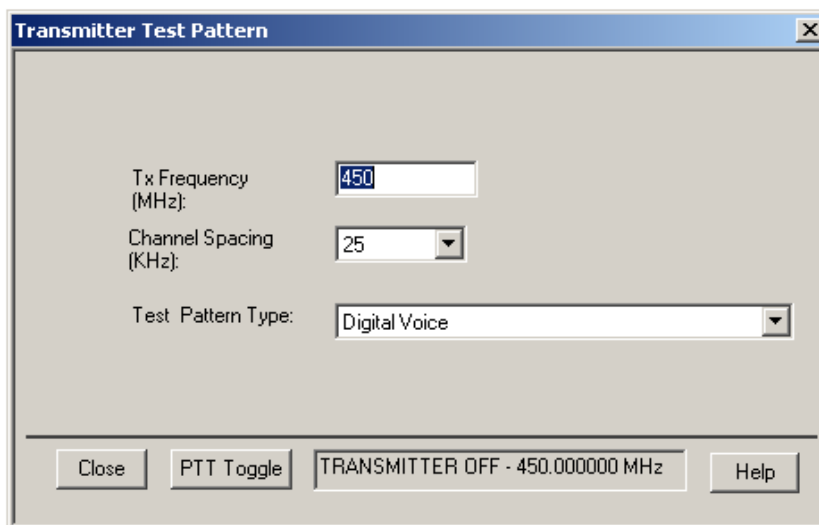 Transmitter Test Pattern
Tx Frequency
(MHz):
450
Channel Spacing
(KHz):
25
Test Pattern Type:
Digital Voice
Close
PTT Toggle
TRANSMITTER OFF - 450.000000 MHz
Help